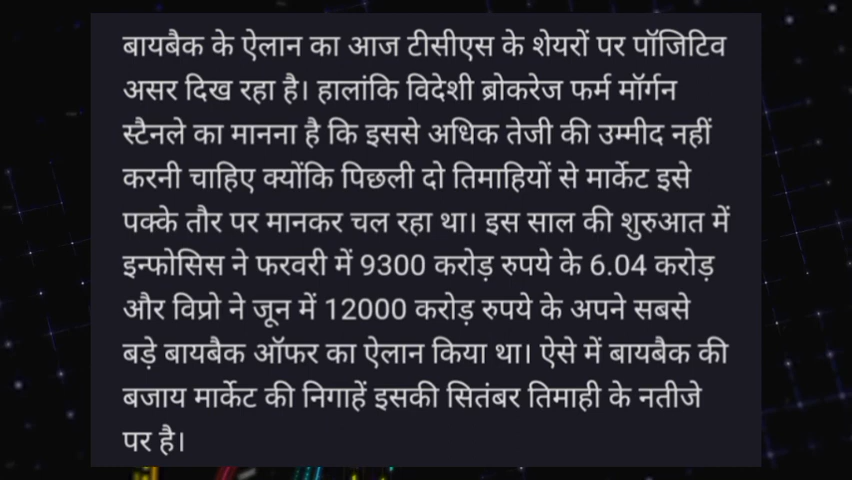 बायबैक के ऐलान का आज टीसीएस के शेयरों पर पॉजिटिव
असर दिख रहा है। हालांकि विदेशी ब्रोकरेज फर्म मॉर्गन
स्टैनले का मानना है कि इससे अधिक तेजी की उम्मीद नहीं
करनी चाहिए क्योंकि पिछली दो तिमाहियों से मार्केट इसे
पक्के तौर पर मानकर चल रहा था। इस साल की शुरुआत में
इन्फोसिस ने फरवरी में 9300 करोड़ रुपये के 6.04 करोड़
और विप्रो ने जून में 12000 करोड़ रुपये के अपने सबसे
बड़े बायबैक ऑफर का ऐलान किया था। ऐसे में बायबैक की
बजाय मार्केट की निगाहें इसकी सितंबर तिमाही के नतीजे
पर है।